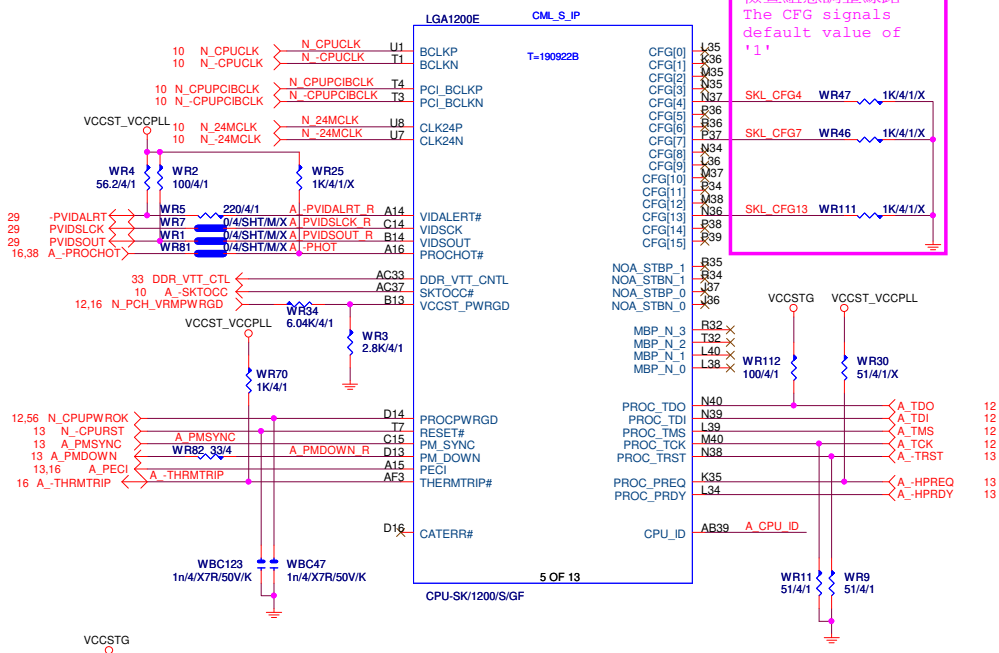 LGA1200E
CML_S_IP
T=190922B
The CFG signals
default value of
'1'
10 N_CPUCLK N_CPUCLK U1 BCLKP
10 N_-CPUCLK N_-CPUCLK T1 BCLKN
10 N_CPUPCIBCLK N_CPUPCIBCLK T4 PCI_BCLKP
10 N_-CPUPCIBCLK N_-CPUPCIBCLK T3 PCI_BCLKN
10 N_24MCLK N_24MCLK U8 CLK24P
10 N_-24MCLK N_-24MCLK U7 CLK24N
VCCST_VCCPLL
WR4
56.2/4/1
WR2
100/4/1
WR25
1K/4/1/X
29 -PVIDALRT WR5 220/4/1 A_-PVIDALRT_R A14 VIDALERT#
29 PVIDSLCK WR7 0/4/SHT/M/X A_PVIDSLCK_R C14 VIDSCK
29 PVIDSOUT WR1 0/4/SHT/M/X A_PVIDSOUT_R B14 VIDSOUT
16,38 A_-PROCHOT WR81 0/4/SHT/M/X A_-PHOT A16 PROCHOT#
33 DDR_VTT_CTL AC33 DDR_VTT_CNTL
10 A_-SKTOCC AC37 SKTOCC#
12,16 N_PCH_VRMPWRGD B13 VCCST_PWRGD
WR34
6.04K/4/1
VCCST_VCCPLL
WR3
2.8K/4/1
WR70
1K/4/1
12,56 N_CPUPWROK D14 PROCPWRGD
13 N_-CPURST T7 RESET#
13 A_PMSYNC A_PMSYNC C15 PM_SYNC
13 A_PMDOWN WR82 33/4 A_PMDOWN_R D13 PM_DOWN
13,16 A_PECI A15 PECI
16 A_-THRMTRIP A_-THRMTRIP AF3 THERMTRIP#
D16 CATERR#
WBC123
1n/4/X7R/50V/K
WBC47
1n/4/X7R/50V/K
VCCSTG
CFG[0] L35
CFG[1] K36
CFG[2] M35
CFG[3] N35
CFG[4] N37 SKL_CFG4 WR47 1K/4/1/X
CFG[5] P36
CFG[6] R36
CFG[7] P37 SKL_CFG7 WR46 1K/4/1/X
CFG[8] N34
CFG[9] L36
CFG[10] M37
CFG[11] P34
CFG[12] M38
CFG[13] N36 SKL_CFG13 WR111 1K/4/1/X
CFG[14] P38
CFG[15] P39
NOA_STBP_1 R35
NOA_STBN_1 R34
NOA_STBP_0 J37
NOA_STBN_0 J36
VCCSTG VCCST_VCCPLL
MBP_N_3 R32
MBP_N_2 T32
MBP_N_1 L40
MBP_N_0 L38
WR112
100/4/1
WR30
51/4/1/X
PROC_TDO N40 A_TDO 12
PROC_TDI N39 A_TDI 12
PROC_TMS L39 A_TMS 12
PROC_TCK M40 A_TCK 12
PROC_TRST N38 A_-TRST 13
PROC_PREQ K35 A_-HPREQ 13
PROC_PRDY L34 A_-HPRDY 13
CPU_ID AB39 A_CPU_ID
WR11
51/4/1
WR9
51/4/1
5 OF 13
CPU-SK/1200/S/GF